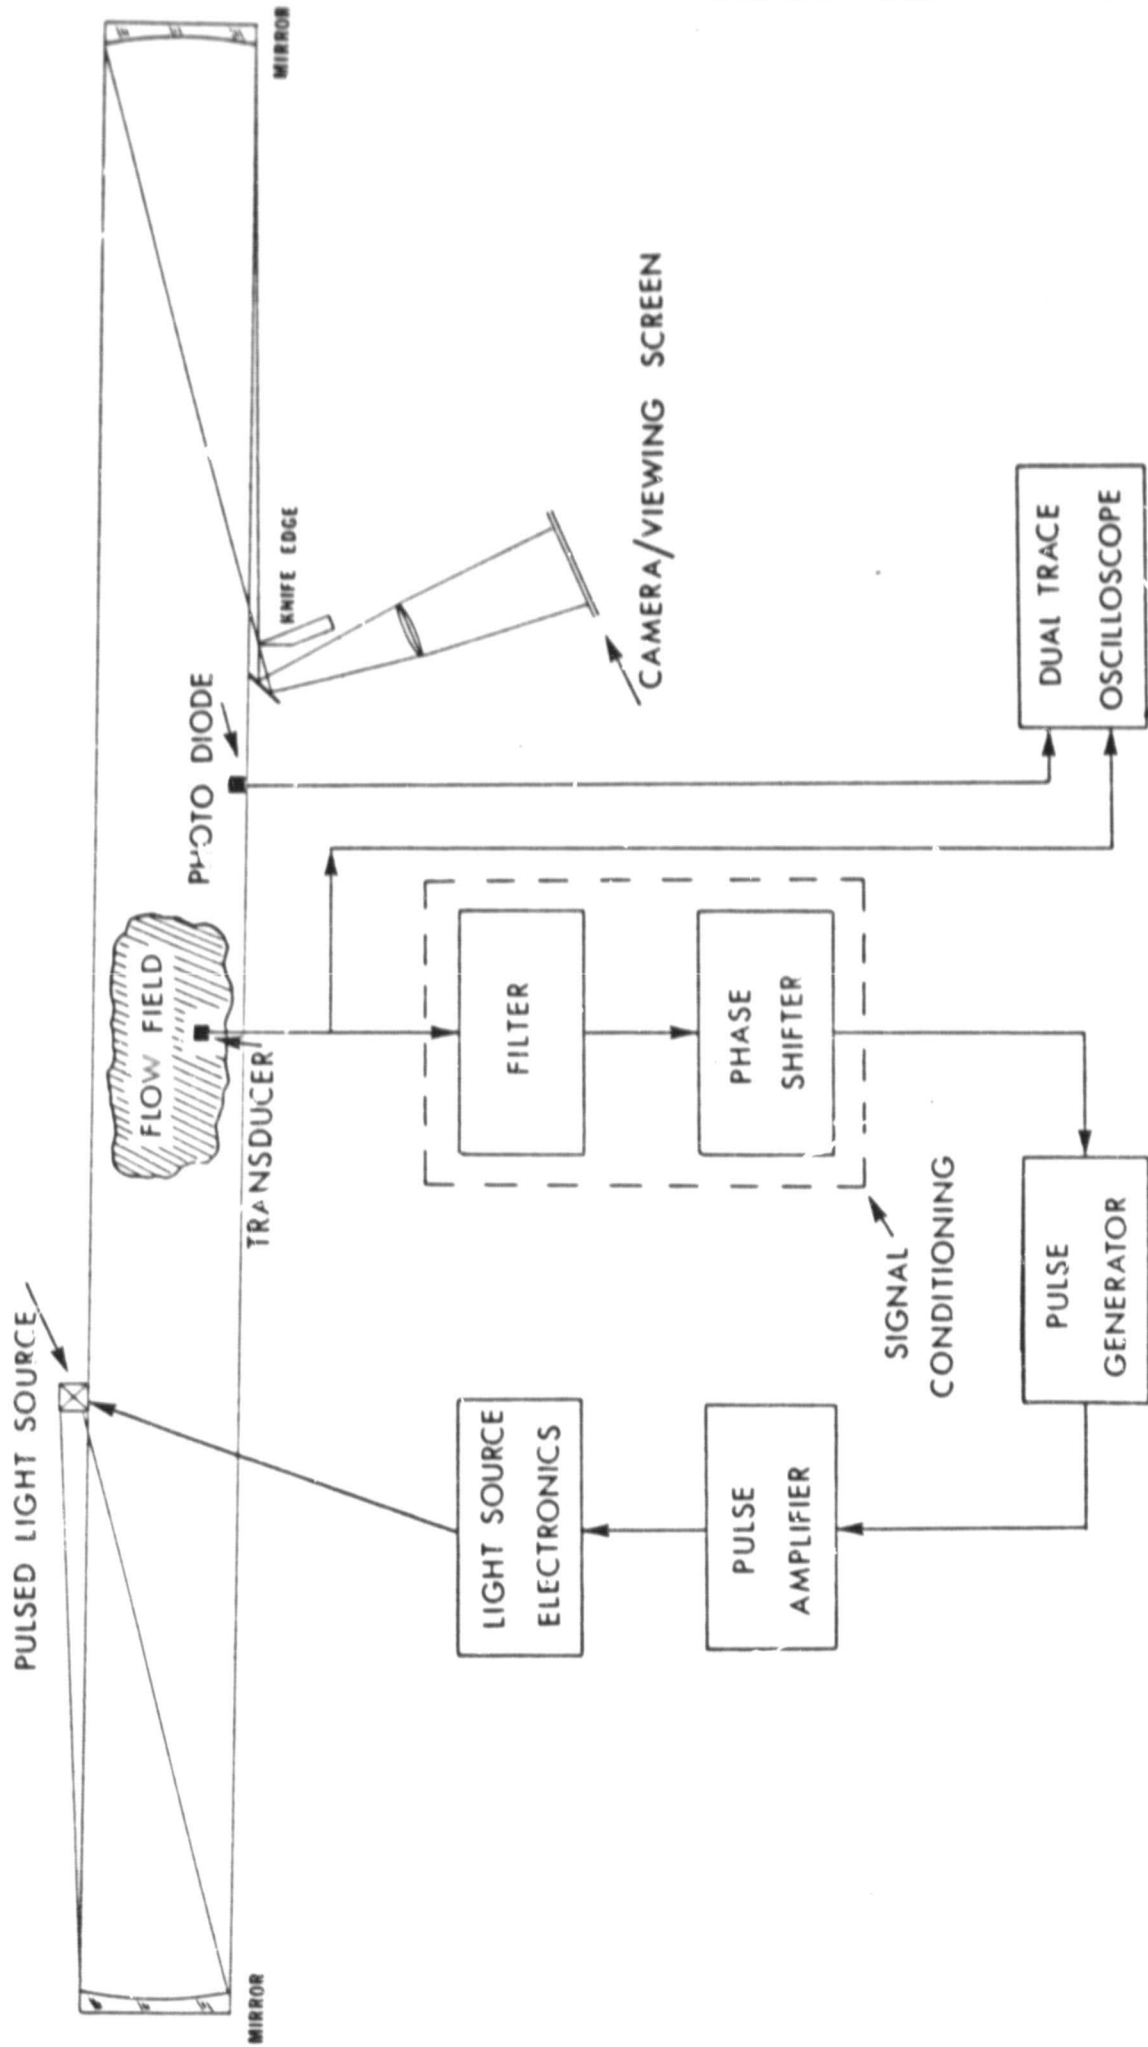 PULSED LIGHT SOURCE
MIRROR
FLOW FIELD
TRANSDUCER
PHOTO DIODE
KNIFE EDGE
MIRROR
CAMERA/VIEWING SCREEN
LIGHT SOURCE
ELECTRONICS
PULSE
AMPLIFIER
FILTER
PHASE
SHIFTER
SIGNAL
CONDITIONING
PULSE
GENERATOR
DUAL TRACE
OSCILLOSCOPE